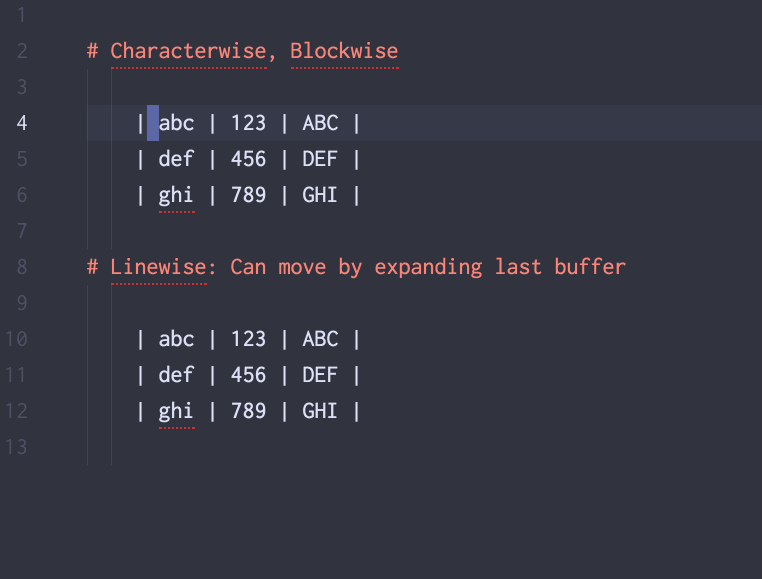 1
2 # Characterwise, Blockwise
3
4 | abc | 123 | ABC |
5 | def | 456 | DEF |
6 | ghi | 789 | GHI |
7
8 # Linewise: Can move by expanding last buffer
9
10 | abc | 123 | ABC |
11 | def | 456 | DEF |
12 | ghi | 789 | GHI |
13